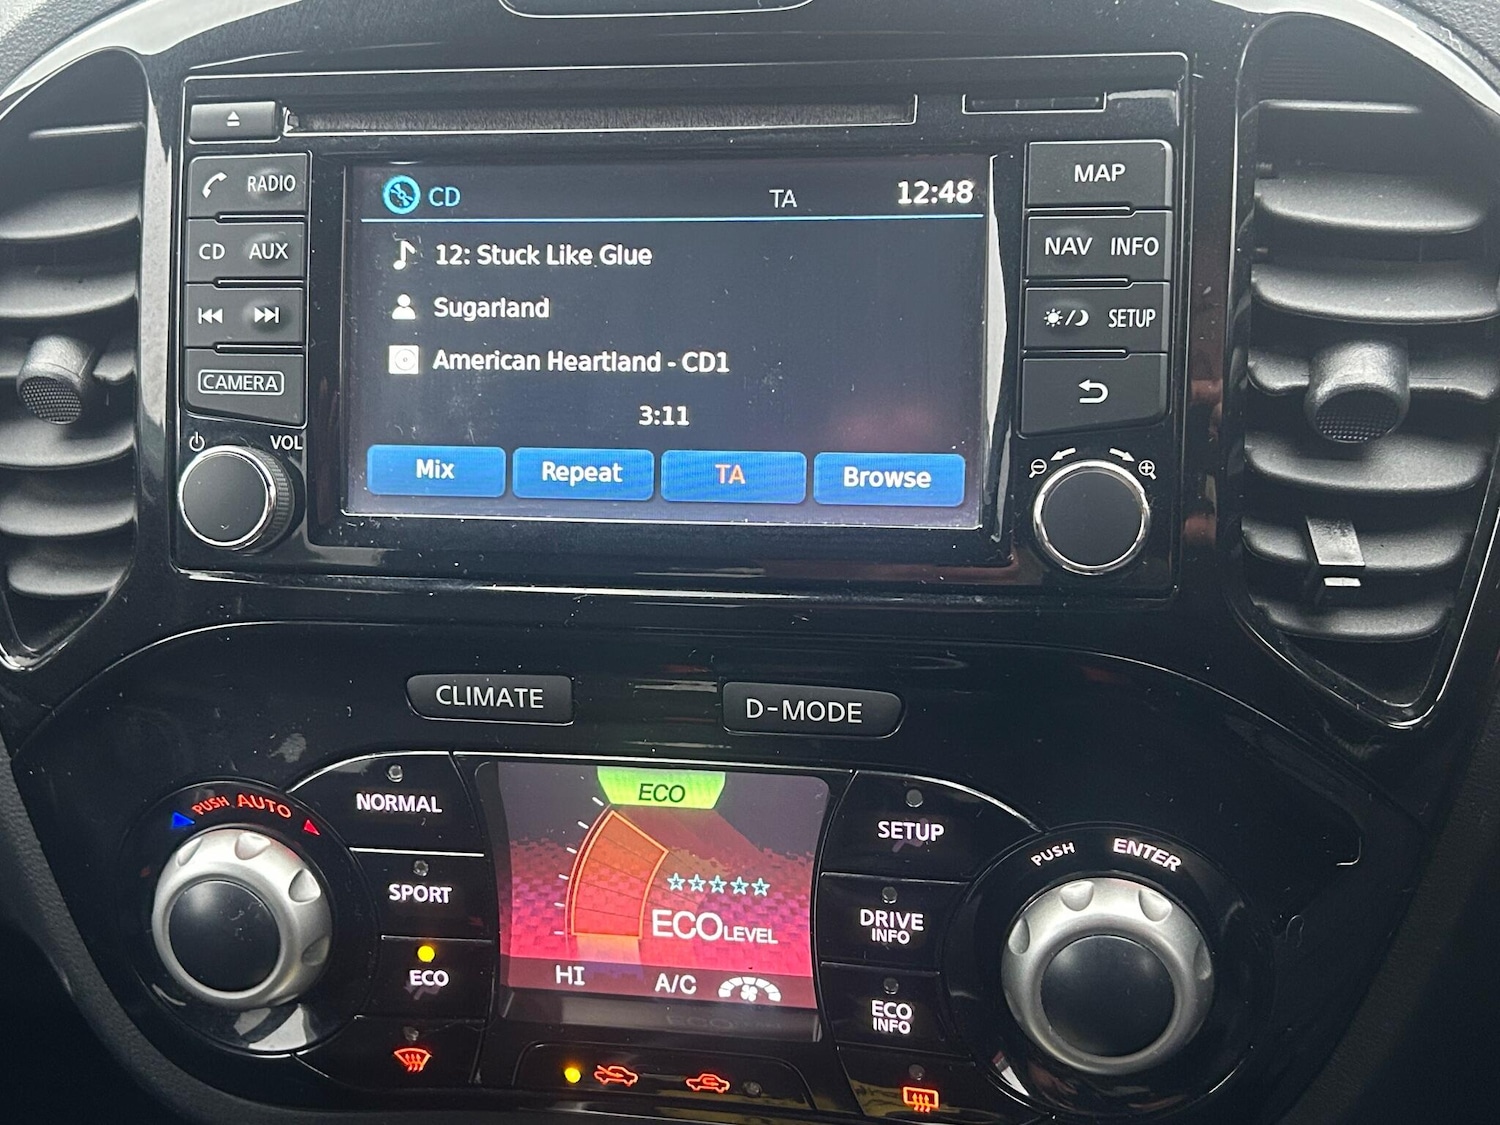 RADIO
CD AUX
CAMERA
VOL
CD TA 12:48
12: Stuck Like Glue
Sugarland
American Heartland - CD1
3:11
Mix Repeat TA Browse
MAP
NAV INFO
SETUP
CLIMATE D-MODE
PUSH AUTO
NORMAL
SPORT
ECO
ECO
ECO LEVEL
HI A/C
SETUP
DRIVE INFO
ECO INFO
PUSH ENTER